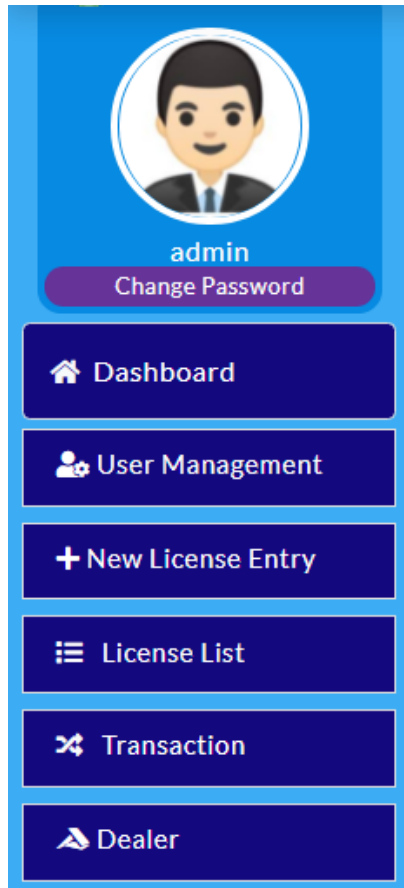 admin
Change Password
Dashboard
User Management
New License Entry
License List
Transaction
Dealer